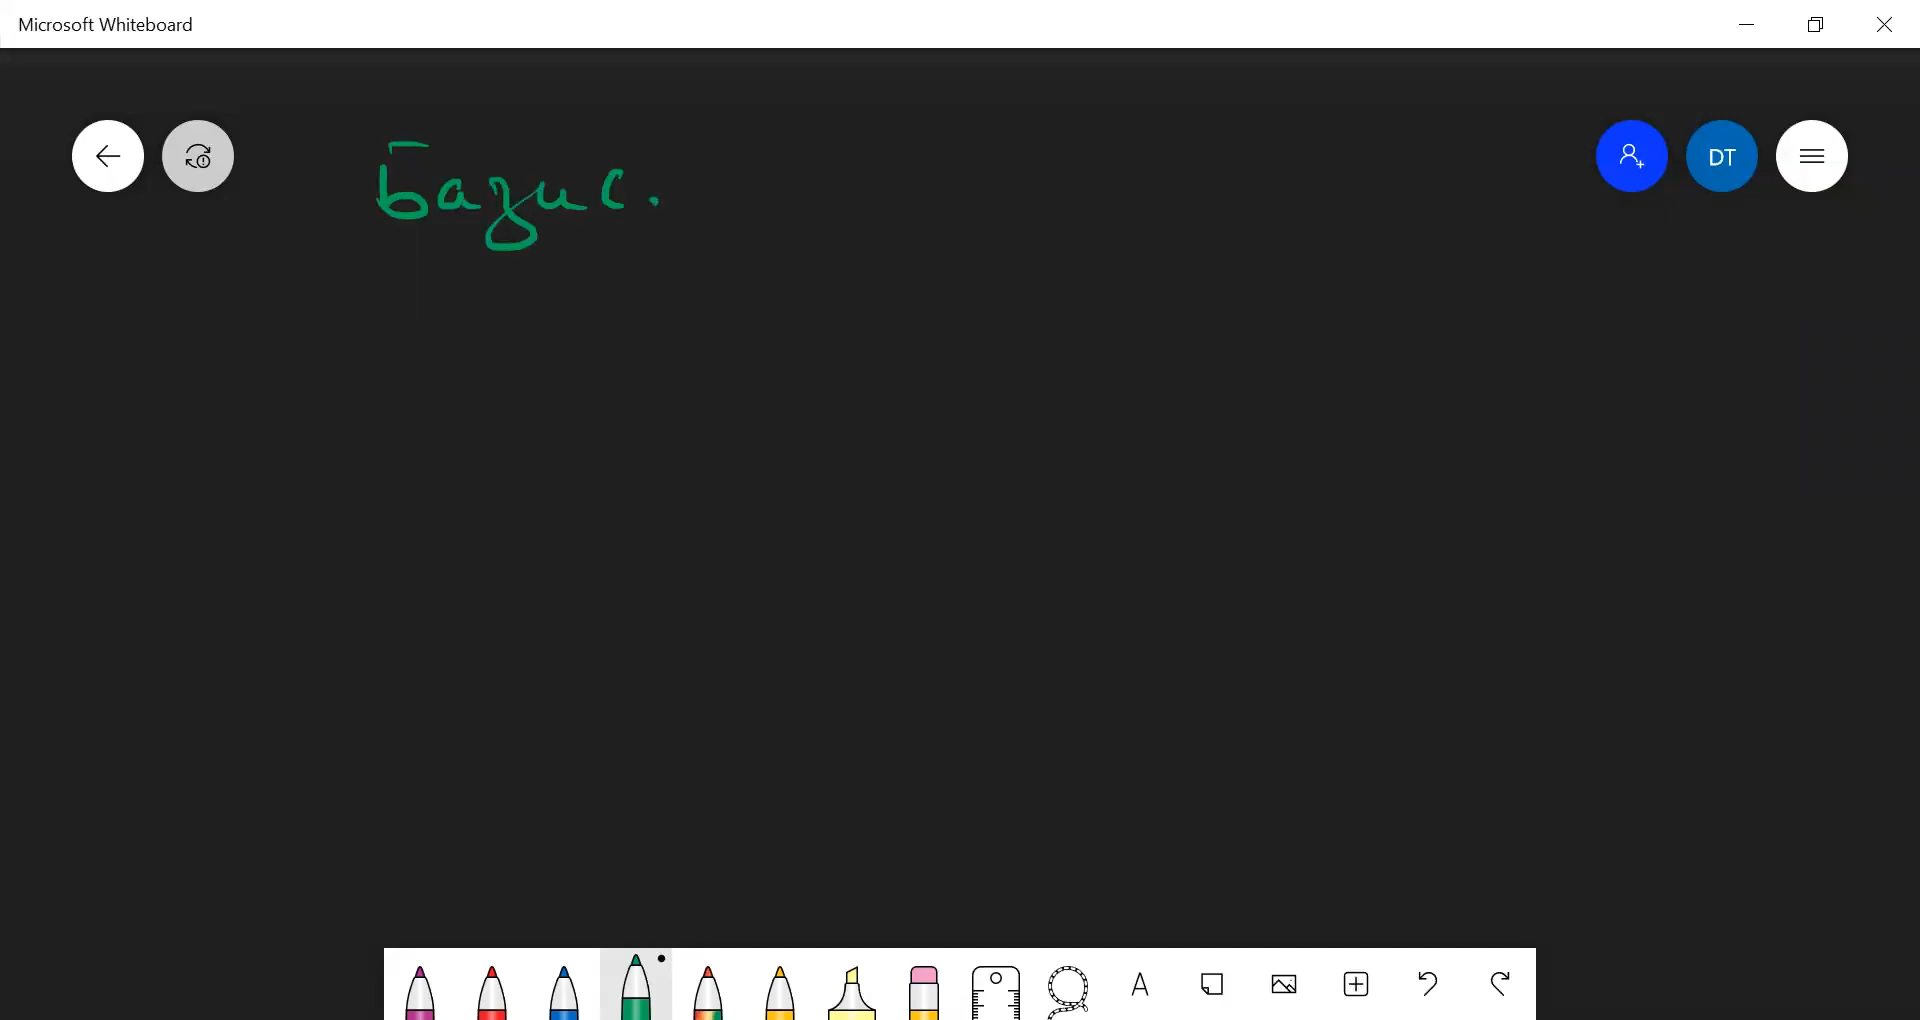 Microsoft Whiteboard
DT
Базис.
A